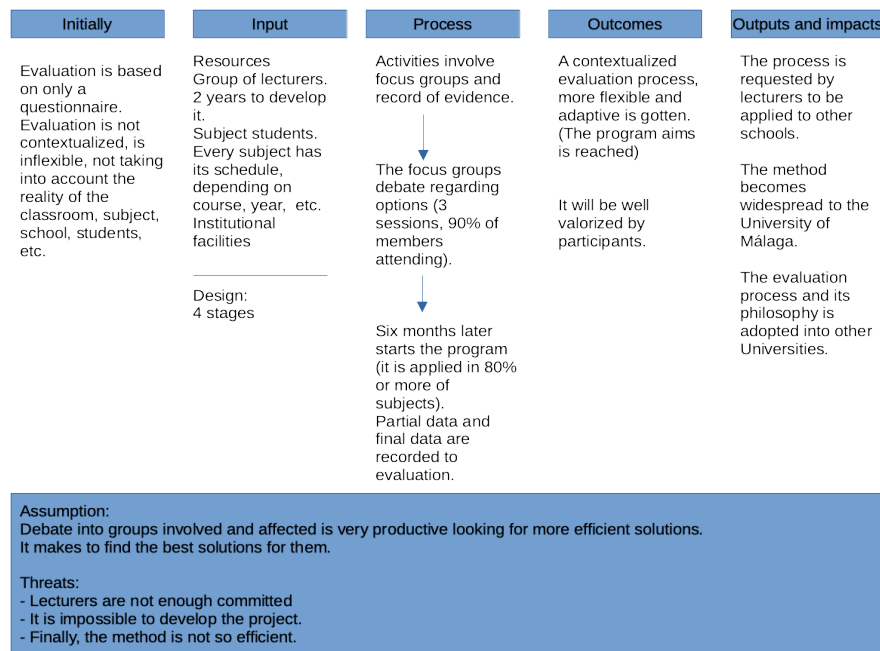 Initially
Evaluation is based
on only a
questionnaire.
Evaluation is not
contextualized, is
inflexible, not taking
into account the
reality of the
classroom, subject,
school, students,
etc.
Input
Resources
Group of lecturers.
2 years to develop
it.
Subject students.
Every subject has
its schedule,
depending on
course, year, etc.
Institutional
facilities
Design:
4 stages
Process
Activities involve
focus groups and
record of evidence.
The focus groups
debate regarding
options (3
sessions, 90% of
members
attending).
Six months later
starts the program
(it is applied in 80%
or more of
subjects).
Partial data and
final data are
recorded to
evaluation.
Outcomes
A contextualized
evaluation process,
more flexible and
adaptive is gotten.
(The program aims
is reached)
It will be well
valorized by
participants.
Outputs and impacts
The process is
requested by
lecturers to be
applied to other
schools.
The method
becomes
widespread to the
University of
Málaga.
The evaluation
process and its
philosophy is
adopted into other
Universities.
Assumption:
Debate into groups involved and affected is very productive looking for more efficient solutions.
It makes to find the best solutions for them.
Threats:
- Lecturers are not enough committed
- It is impossible to develop the project.
- Finally, the method is not so efficient.